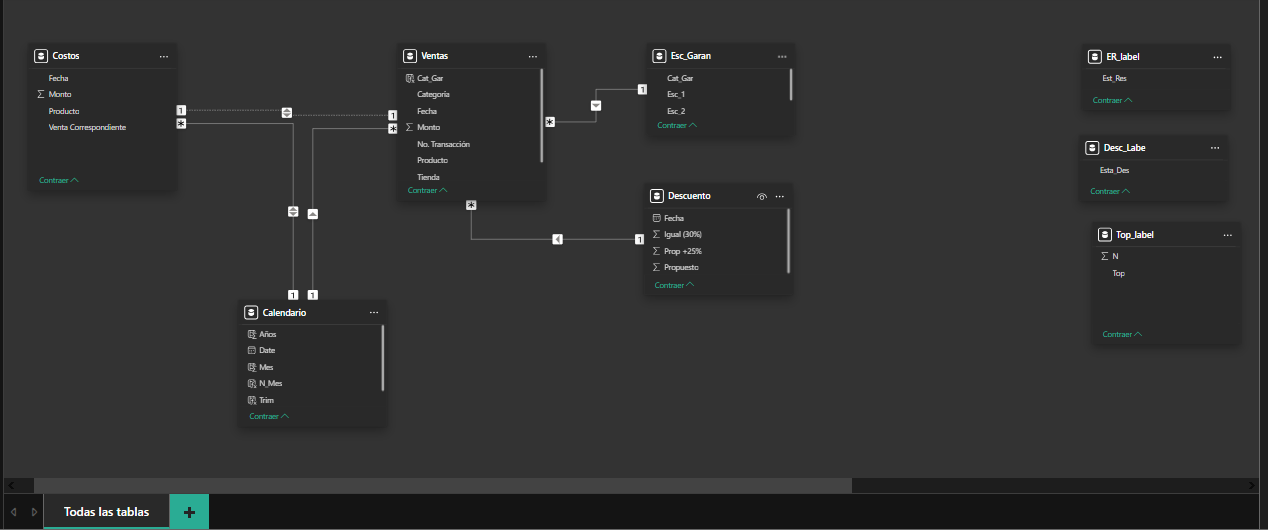 Costos
Fecha
Monto
Producto
Venta Correspondiente
Contraer
Ventas
Cat_Gar
Categoría
Fecha
Monto
No. Transacción
Producto
Tienda
Contraer
Esc_Garan
Cat_Gar
Esc_1
Esc_2
Contraer
Descuento
Fecha
Igual (30%)
Prop +25%
Propuesto
Contraer
Calendario
Años
Date
Mes
N_Mes
Trim
Contraer
ER_label
Est_Res
Contraer
Desc_Labe
Esta_Des
Contraer
Top_label
N
Top
Contraer
1
*
1
*
1
*
*
1
1
1
Todas las tablas
+